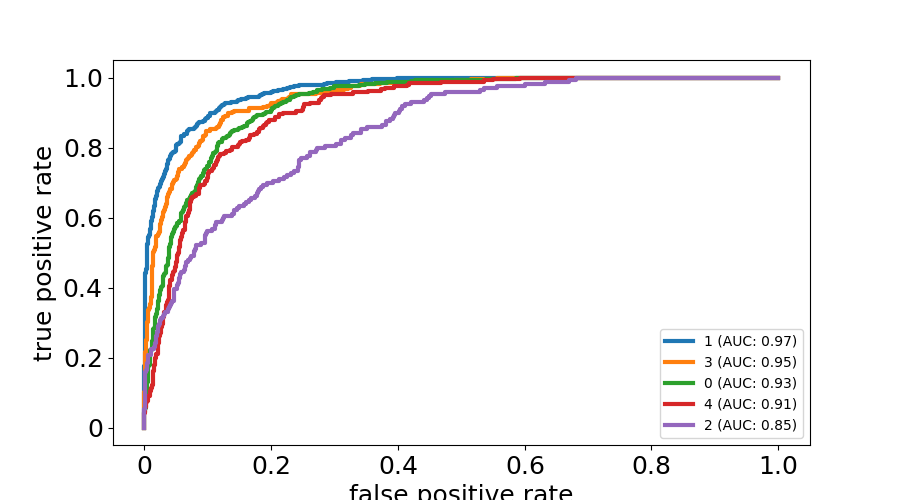 1.0
0.8
0.6
0.4
0.2
0
true positive rate
1 (AUC: 0.97)
3 (AUC: 0.95)
0 (AUC: 0.93)
4 (AUC: 0.91)
2 (AUC: 0.85)
0 0.2 0.4 0.6 0.8 1.0
false positive rate